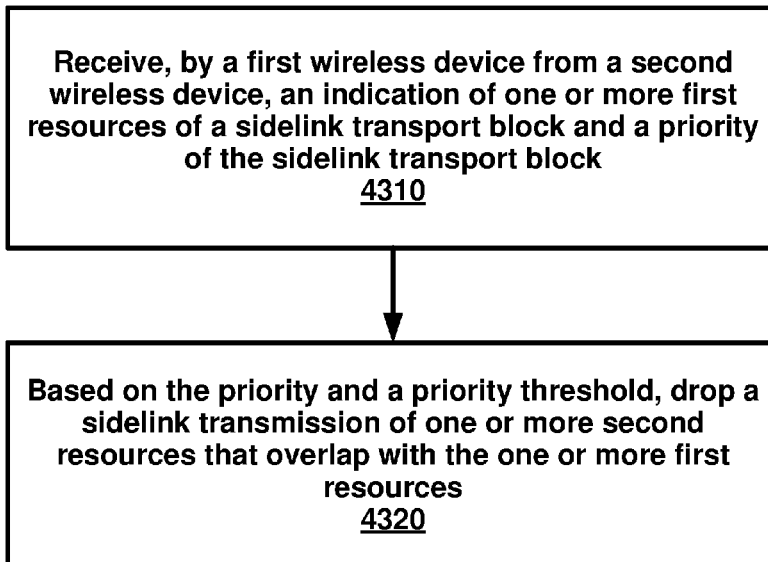 Receive, by a first wireless device from a second
wireless device, an indication of one or more first
resources of a sidelink transport block and a priority
of the sidelink transport block
4310
Based on the priority and a priority threshold, drop a
sidelink transmission of one or more second
resources that overlap with the one or more first
resources
4320